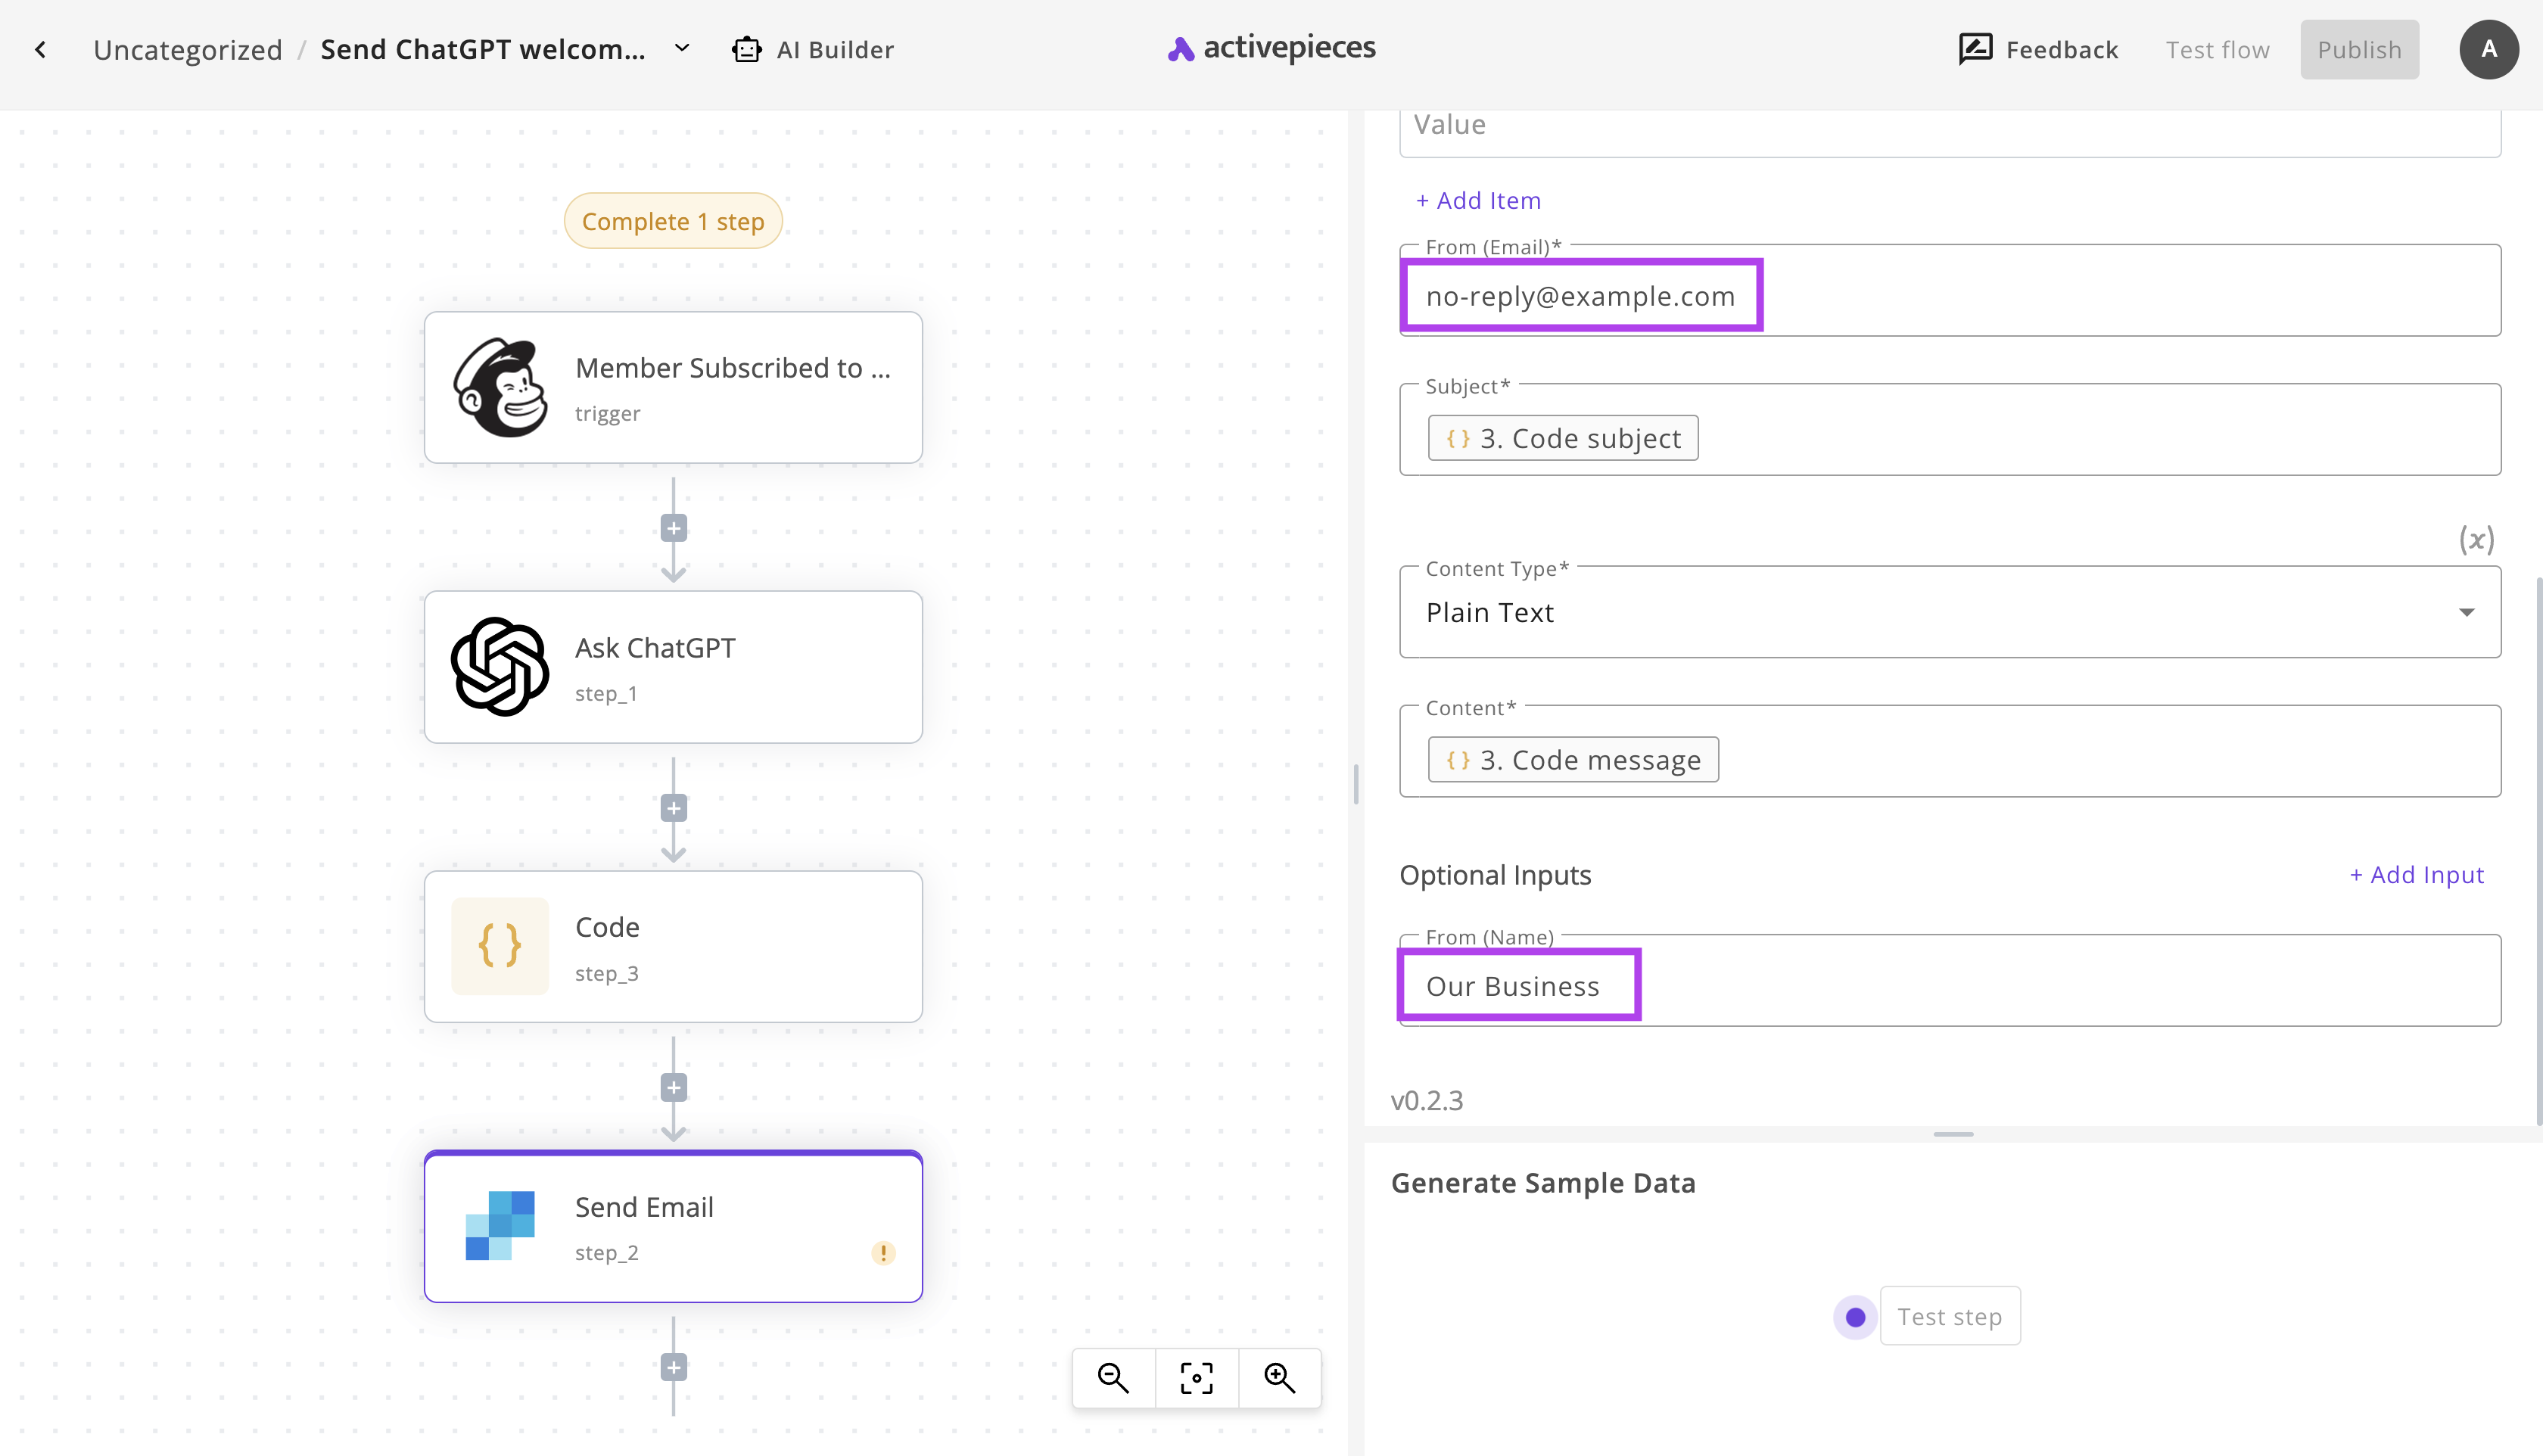 Uncategorized / Send ChatGPT welcom...
AI Builder
activepieces
Feedback
Test flow
Publish
A
Complete 1 step
Member Subscribed to ...
trigger
Ask ChatGPT
step_1
{ }
Code
step_3
Send Email
step_2
!
Value
+ Add Item
From (Email)*
no-reply@example.com
Subject*
{ } 3. Code subject
(x)
Content Type*
Plain Text
Content*
{ } 3. Code message
Optional Inputs
+ Add Input
From (Name)
Our Business
v0.2.3
Generate Sample Data
Test step